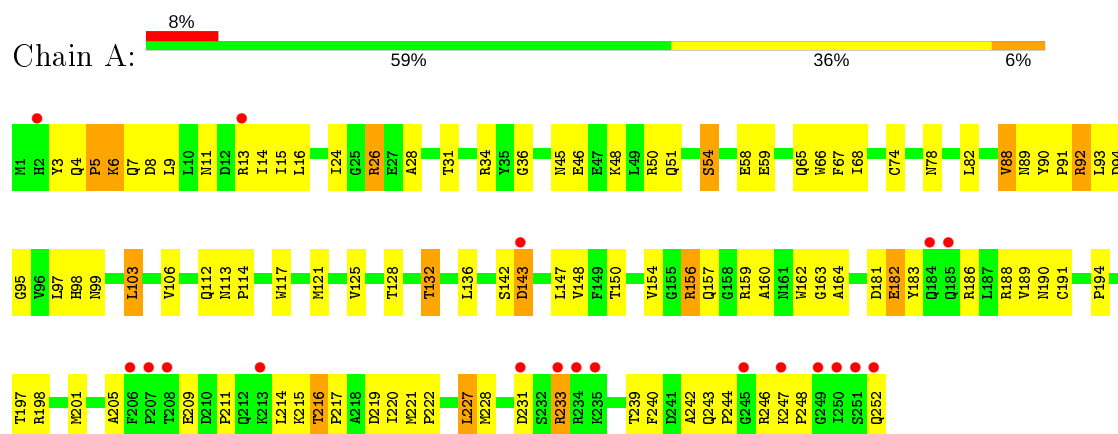 8%
Chain A:
59% 36% 6%
M1 H2 Y3 Q4 P5 K6 Q7 D8 L9 L10 N11 D12 R13 I14 I15 L16 I24 G25 R26 E27 A28 T31 R34 Y35 G36 N45 E46 E47 K48 L49 R50 Q51 S54 E58 E59 Q65 W66 F67 I68 C74 N78 L82 V88 N89 Y90 P91 R92 L93 D94
G95 V96 L97 H98 N99 L103 V106 Q112 N113 P114 W117 M121 V125 T128 T132 L136 S142 D143 L147 V148 F149 T150 V154 G155 R156 Q157 G158 R159 A160 N161 W162 G163 A164 D181 E182 Y183 Q184 Q185 R186 L187 R188 V189 N190 C191 P194
T197 R198 M201 A205 F206 P207 T208 E209 D210 P211 Q212 K213 L214 K215 T216 P217 A218 D219 I220 M221 P222 L227 M228 D231 S232 R233 R234 K235 T239 F240 D241 A242 Q243 P244 G245 R246 K247 P248 G249 I250 S251 Q252